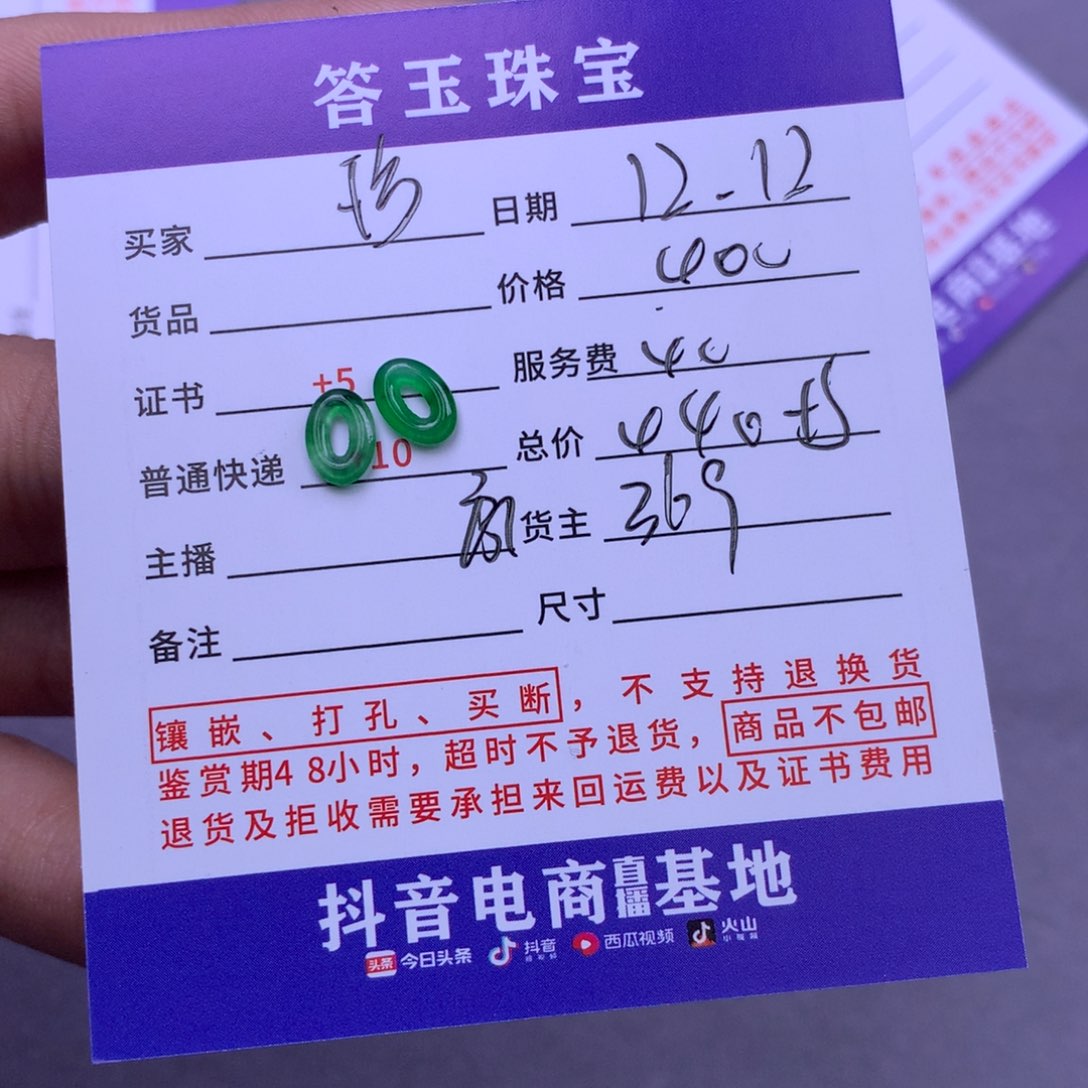 答玉珠宝
买家 珍 日期 12-12
货品 价格 400
证书 +5 服务费 40
普通快递 10 总价 440
主播 货主 369
备注 尺寸
镶嵌、打孔、买断，不支持退换货
鉴赏期48小时，超时不予退货，商品不包邮
退货及拒收需要承担来回运费以及证书费用
抖音电商直播基地
头条 今日头条 抖音 西瓜视频 火山